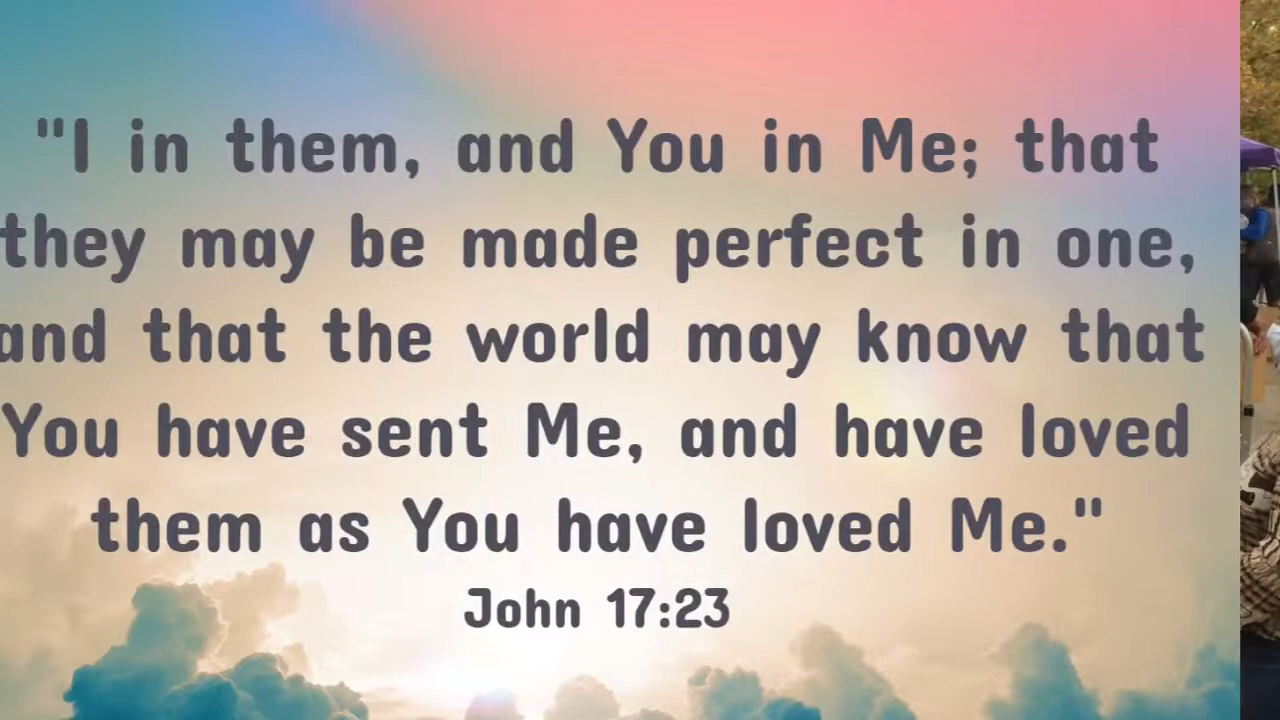 "I in them, and You in Me; that
they may be made perfect in one,
and that the world may know that
You have sent Me, and have loved
them as You have loved Me."
John 17:23